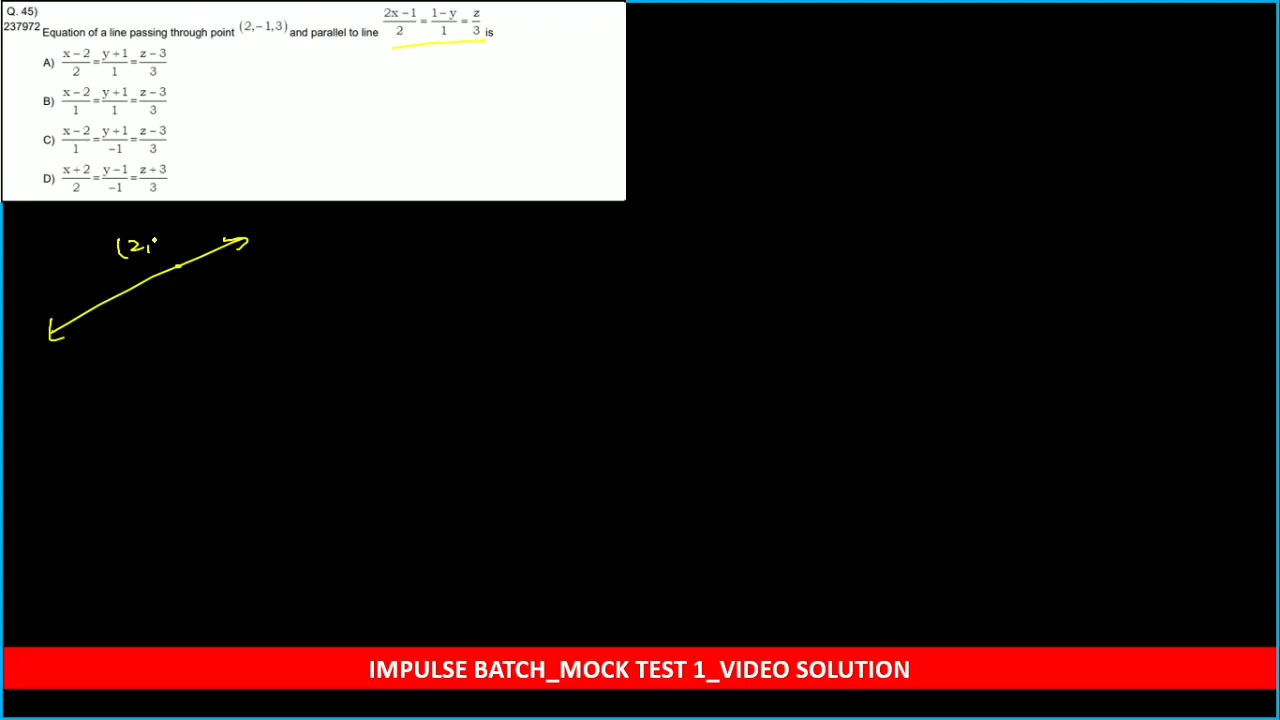 Q. 45)
237972 Equation of a line passing through point (2,−1,3) and parallel to line (2x−1)/2 = (1−y)/1 = z/3 is
A) (x−2)/2 = (y+1)/1 = (z−3)/3
B) (x−2)/1 = (y+1)/1 = (z−3)/3
C) (x−2)/1 = (y+1)/−1 = (z−3)/3
D) (x+2)/2 = (y−1)/−1 = (z+3)/3
(2,
IMPULSE BATCH_MOCK TEST 1_VIDEO SOLUTION